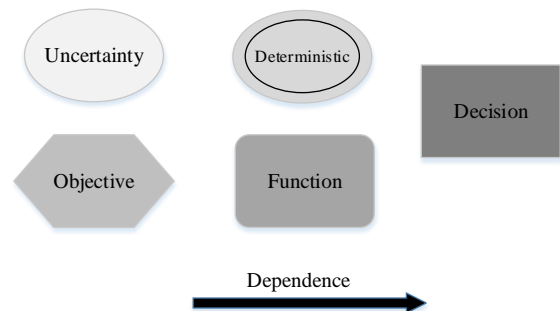 Uncertainty
Deterministic
Decision
Objective
Function
Dependence